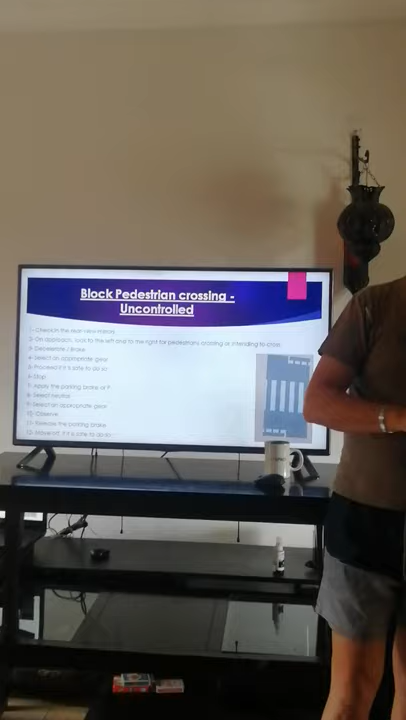 Block Pedestrian crossing -
Uncontrolled
1- Check in the rear view mirrors
2- On approach, look to the left and to the right for pedestrians crossing or intending to cross
3- Decelerate / Brake
4- Select an appropriate gear
5- Proceed if is safe to do so
6- Stop
7- Apply the parking brake or P
8- Select neutral
9- Select an appropriate gear
10- Observe
11- Release the parking brake
12- Move off if it is safe to do so